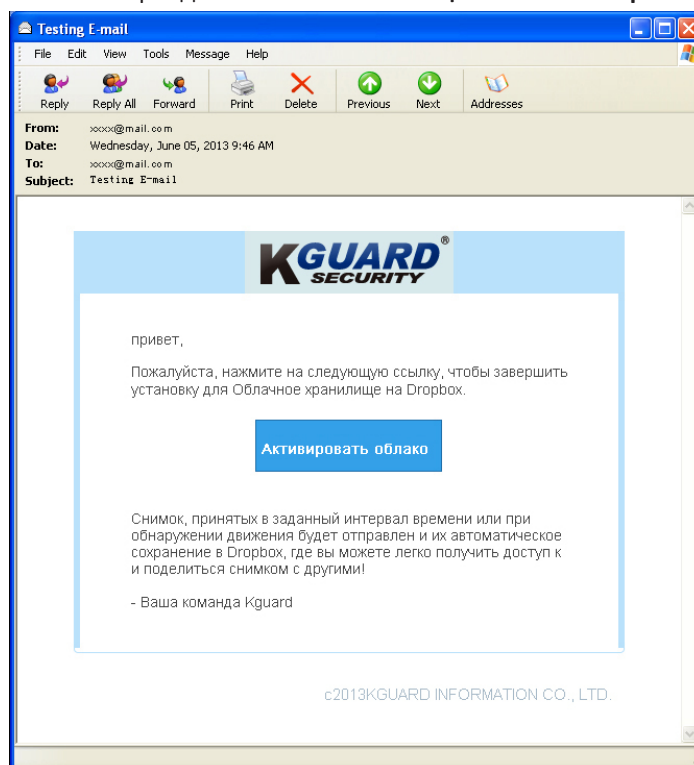 Testing E-mail
File Edit View Tools Message Help
Reply Reply All Forward Print Delete Previous Next Addresses
From: xxxx@mail.com
Date: Wednesday, June 05, 2013 9:46 AM
To: xxxx@mail.com
Subject: Testing E-mail
KGUARD®
SECURITY
привет,
Пожалуйста, нажмите на следующую ссылку, чтобы завершить
установку для Облачное хранилище на Dropbox.
Активировать облако
Снимок, принятых в заданный интервал времени или при
обнаружении движения будет отправлен и их автоматическое
сохранение в Dropbox, где вы можете легко получить доступ к
и поделиться снимком с другими!
- Ваша команда Kguard
c2013KGUARD INFORMATION CO., LTD.